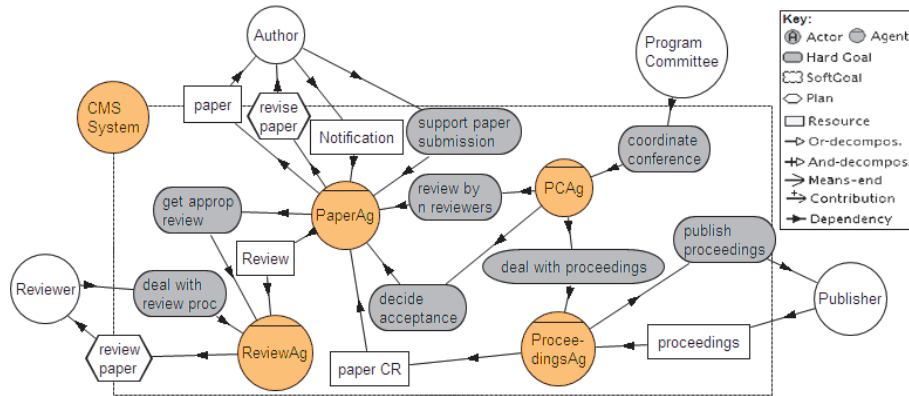 Author
Program
Committee
Key:
A Actor
Agent
Hard Goal
SoftGoal
Plan
Resource
Or-decompos.
And-decompos.
Means-end
+
Contribution
Dependency
CMS
System
paper
revise
paper
Notification
support paper
submission
coordinate
conference
get approp
review
PaperAg
review by
n reviewers
PCAg
publish
proceedings
Review
Reviewer
deal with
review proc
decide
acceptance
deal with proceedings
Publisher
review
paper
ReviewAg
paper CR
Procee-
dingsAg
proceedings